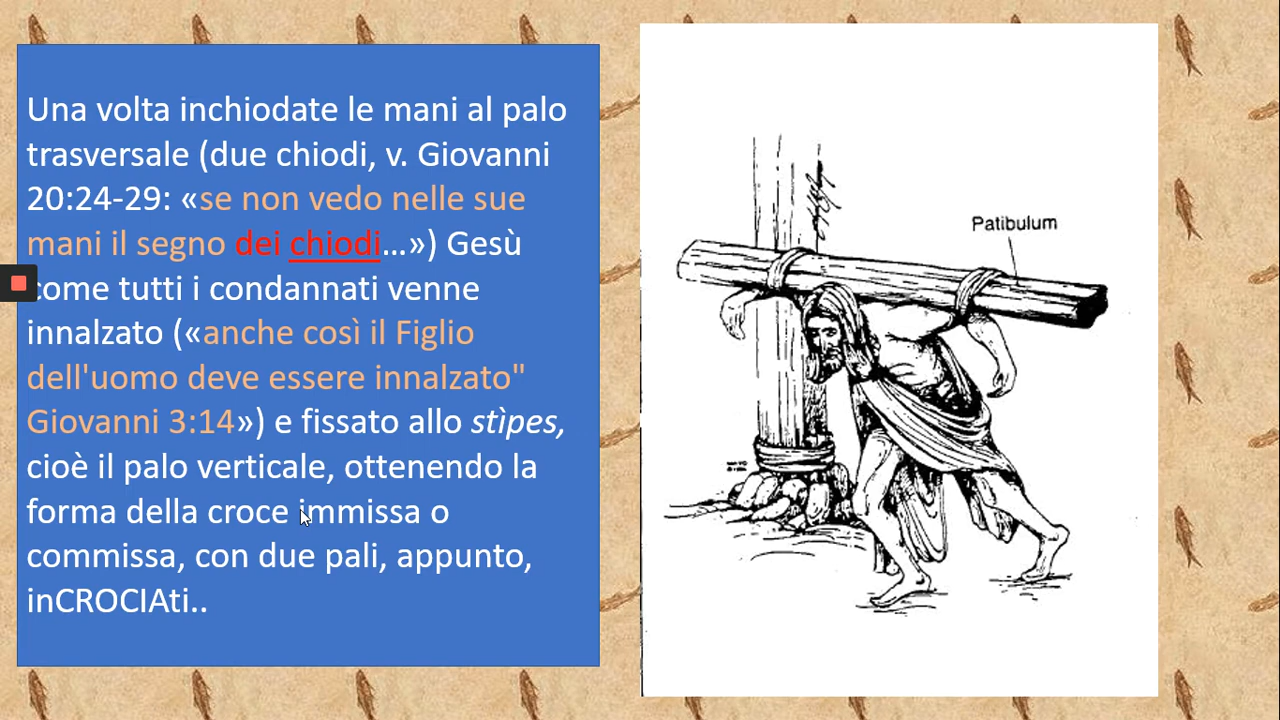 Una volta inchiodate le mani al palo
trasversale (due chiodi, v. Giovanni
20:24-29: «se non vedo nelle sue
mani il segno dei chiodi…») Gesù
come tutti i condannati venne
innalzato («anche così il Figlio
dell'uomo deve essere innalzato"
Giovanni 3:14») e fissato allo stìpes,
cioè il palo verticale, ottenendo la
forma della croce immissa o
commissa, con due pali, appunto,
inCROCIAti..
Patibulum